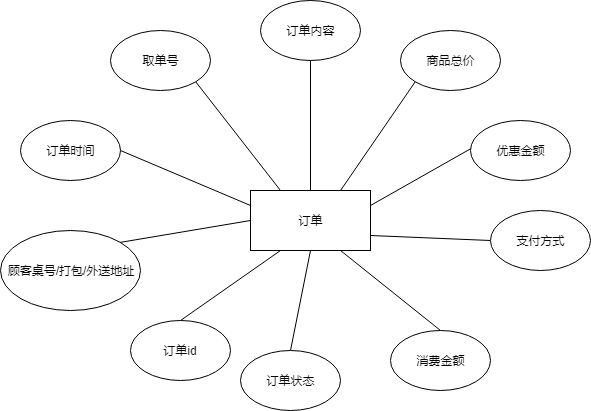 订单内容
取单号
商品总价
订单时间
优惠金额
订单
支付方式
顾客桌号/打包/外送地址
订单id
消费金额
订单状态